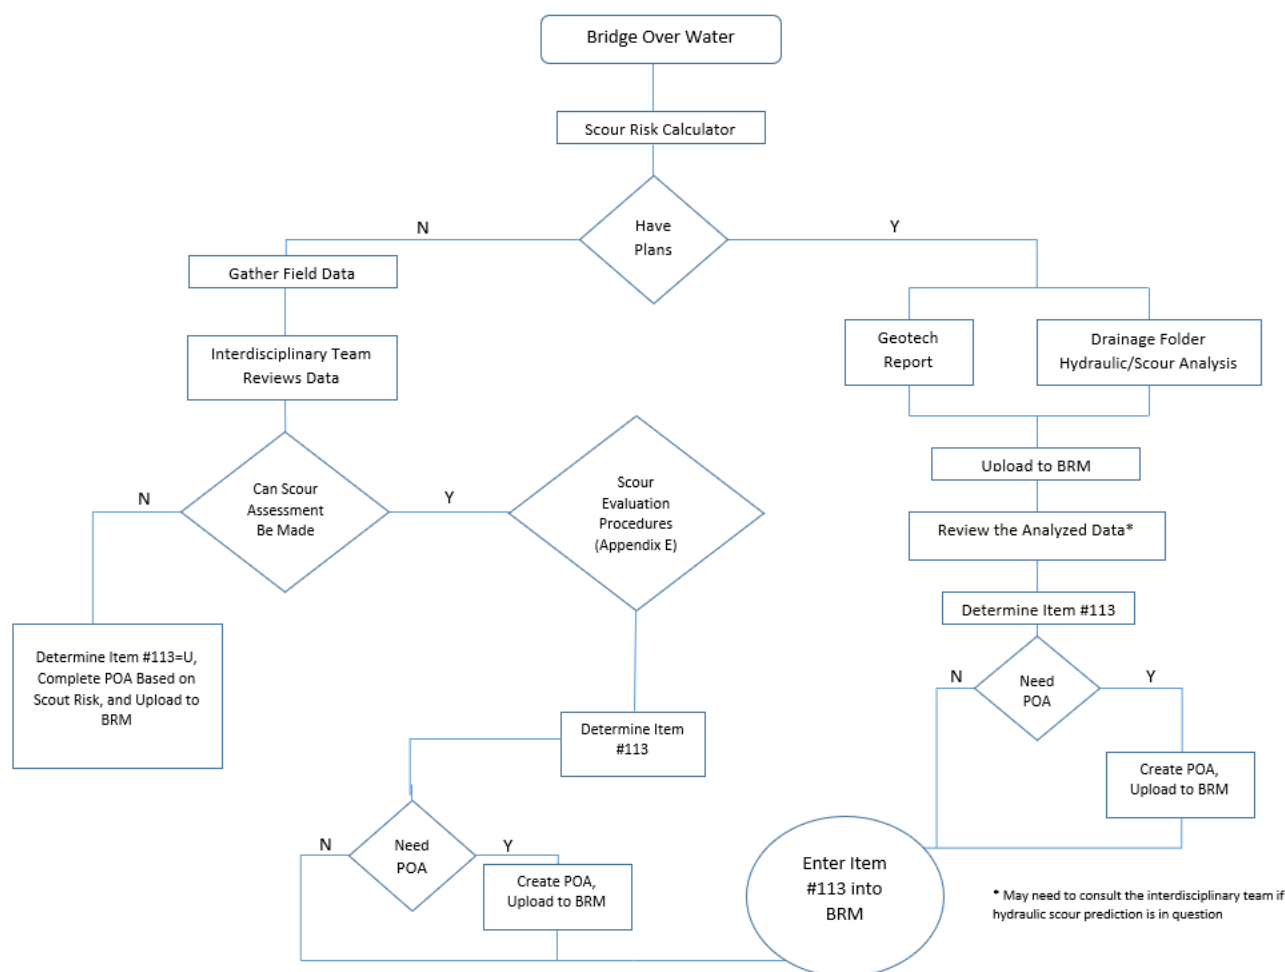 Bridge Over Water
Scour Risk Calculator
Have
Plans
N
Y
Gather Field Data
Interdisciplinary Team
Reviews Data
Geotech
Report
Drainage Folder
Hydraulic/Scour Analysis
Upload to BRM
Review the Analyzed Data*
Determine Item #113
Can Scour
Assessment
Be Made
N
Y
Scour
Evaluation
Procedures
(Appendix E)
Determine Item #113=U,
Complete POA Based on
Scout Risk, and Upload to
BRM
Determine Item
#113
Need
POA
N
Y
Create POA,
Upload to BRM
Need
POA
N
Y
Create POA,
Upload to BRM
Enter Item
#113 into
BRM
* May need to consult the interdisciplinary team if
hydraulic scour prediction is in question